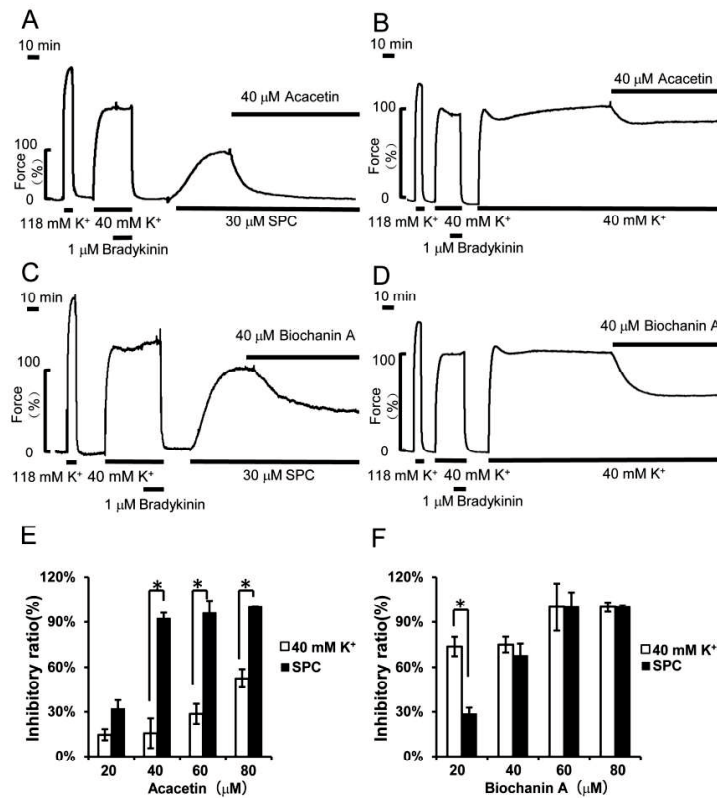 A
10 min
40 μM Acacetin
100
Force (%)
0
118 mM K⁺
40 mM K⁺
30 μM SPC
1 μM Bradykinin
B
10 min
40 μM Acacetin
100
Force (%)
0
118 mM K⁺
40 mM K⁺
40 mM K⁺
1 μM Bradykinin
C
10 min
40 μM Biochanin A
100
Force (%)
0
118 mM K⁺
40 mM K⁺
30 μM SPC
1 μM Bradykinin
D
10 min
40 μM Biochanin A
100
Force (%)
0
118 mM K⁺
40 mM K⁺
40 mM K⁺
1 μM Bradykinin
E
Inhibitory ratio(%)
120%
90%
60%
30%
0%
* * *
40 mM K⁺
SPC
20 40 60 80
Acacetin (μM)
F
Inhibitory ratio(%)
120%
90%
60%
30%
0%
*
40 mM K⁺
SPC
20 40 60 80
Biochanin A (μM)